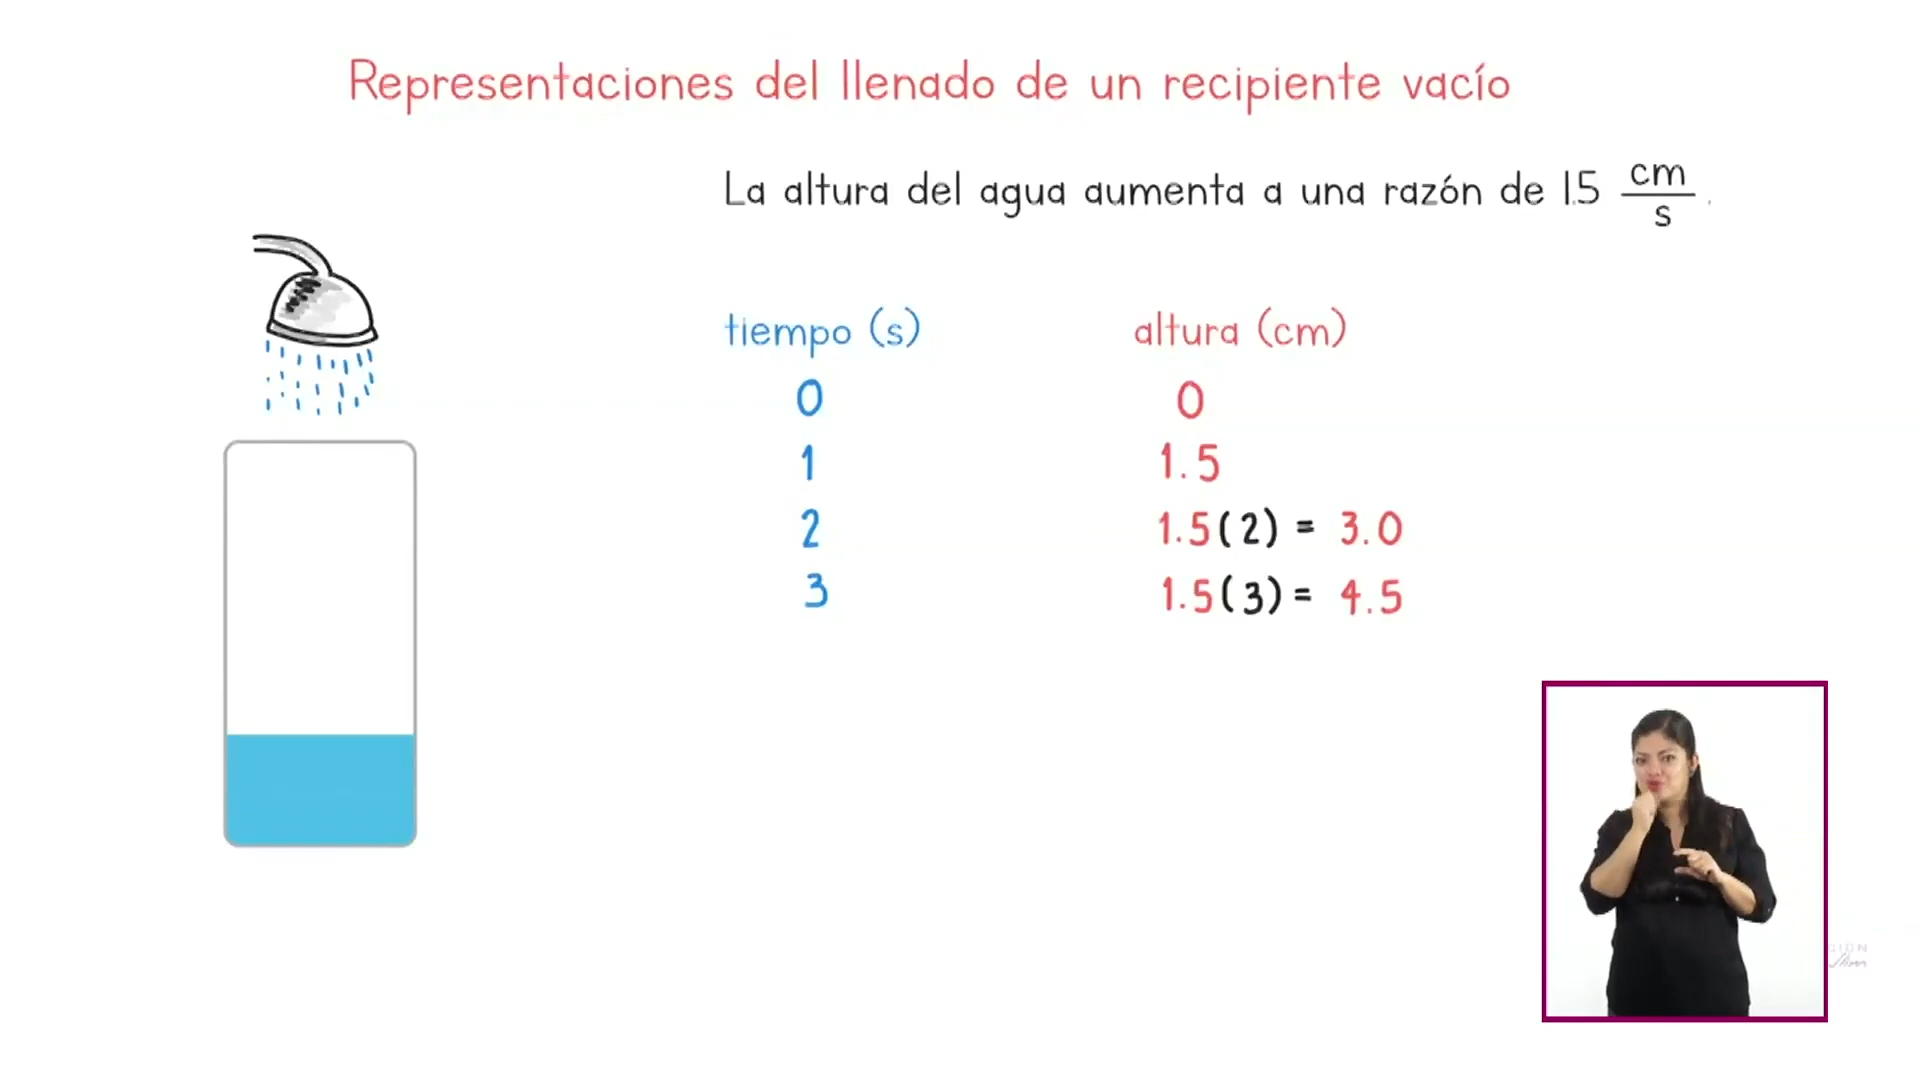 Representaciones del llenado de un recipiente vacío
La altura del agua aumenta a una razón de 1.5 cm/s.
tiempo (s) altura (cm)
0 0
1 1.5
2 1.5(2) = 3.0
3 1.5(3) = 4.5